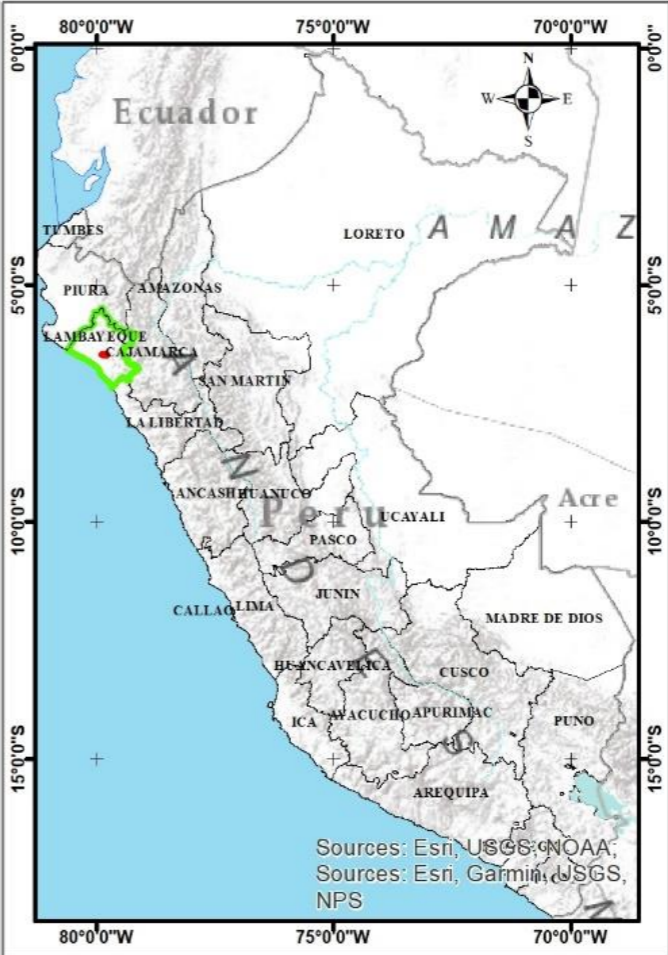 80°0'0"W 75°0'0"W 70°0'0"W
0°0'0" 0°0'0"
N
W E
S
Ecuador
TUMBES
LORETO
AMAZ
5°0'0"S 5°0'0"S
PIURA
AMAZONAS
LAMBAYEQUE
CAJAMARCA
SAN MARTIN
LA LIBERTAD
ANCASH
HUANUCO
Peru
Acre
10°0'0"S 10°0'0"S
UCAYALI
PASCO
ANDES
JUNIN
CALLAO
LIMA
MADRE DE DIOS
HUANCAVELICA
CUSCO
ICA
AYACUCHO
APURIMAC
PUNO
15°0'0"S 15°0'0"S
AREQUIPA
Sources: Esri, USGS, NOAA,
Sources: Esri, Garmin, USGS,
NPS
80°0'0"W 75°0'0"W 70°0'0"W